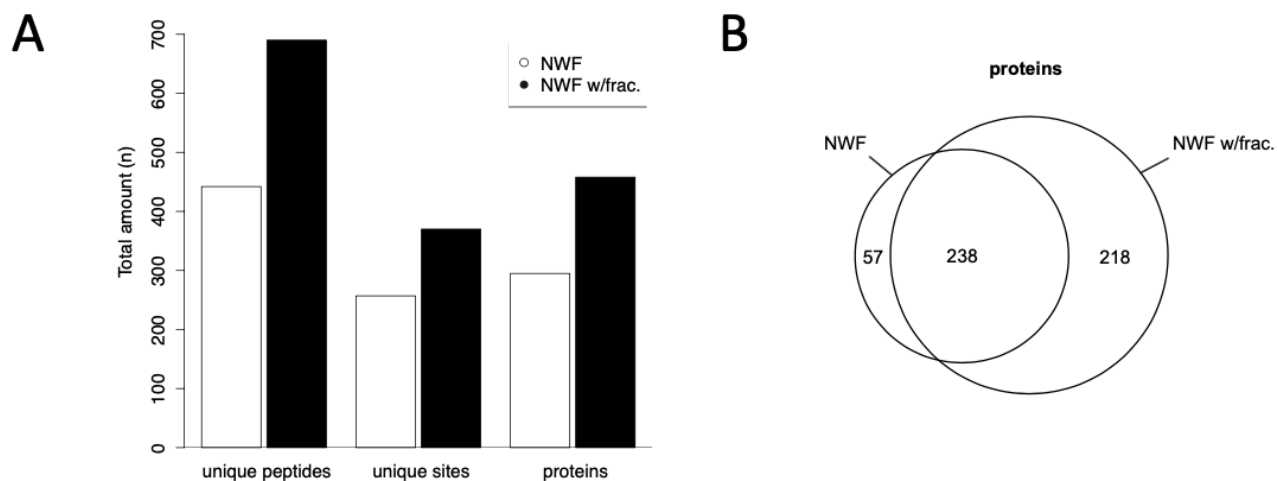 A
Total amount (n)
700
600
500
400
300
200
100
0
NWF
NWF w/frac.
unique peptides
unique sites
proteins
B
proteins
NWF
NWF w/frac.
57
238
218